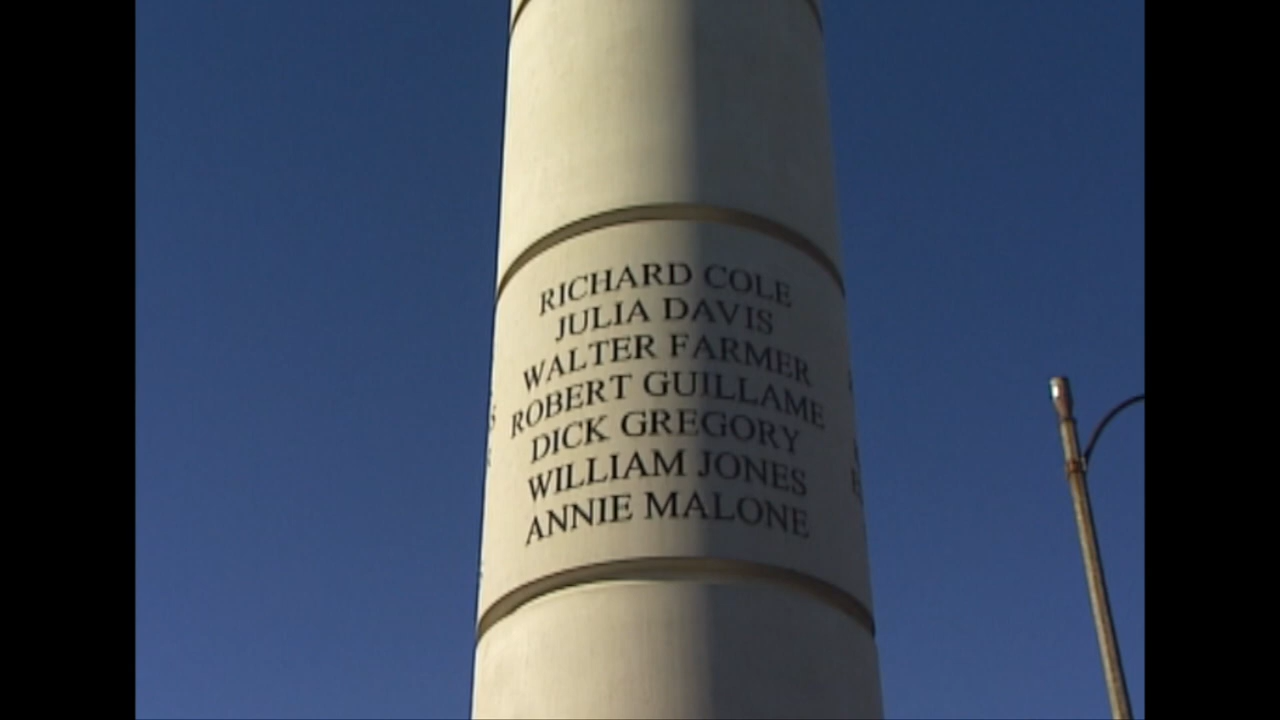 RICHARD COLE
JULIA DAVIS
WALTER FARMER
ROBERT GUILLAME
DICK GREGORY
WILLIAM JONES
ANNIE MALONE